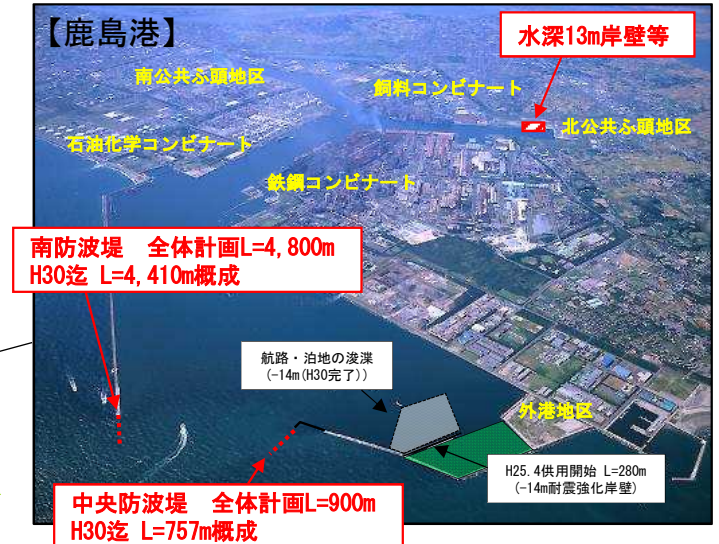 【鹿島港】
水深13m岸壁等
南公共ふ頭地区
飼料コンビナート
北公共ふ頭地区
石油化学コンビナート
鉄鋼コンビナート
南防波堤 全体計画L=4,800m
H30迄 L=4,410m概成
航路・泊地の浚渫
(-14m(H30完了))
外港地区
H25.4供用開始 L=280m
(-14m耐震強化岸壁)
中央防波堤 全体計画L=900m
H30迄 L=757m概成